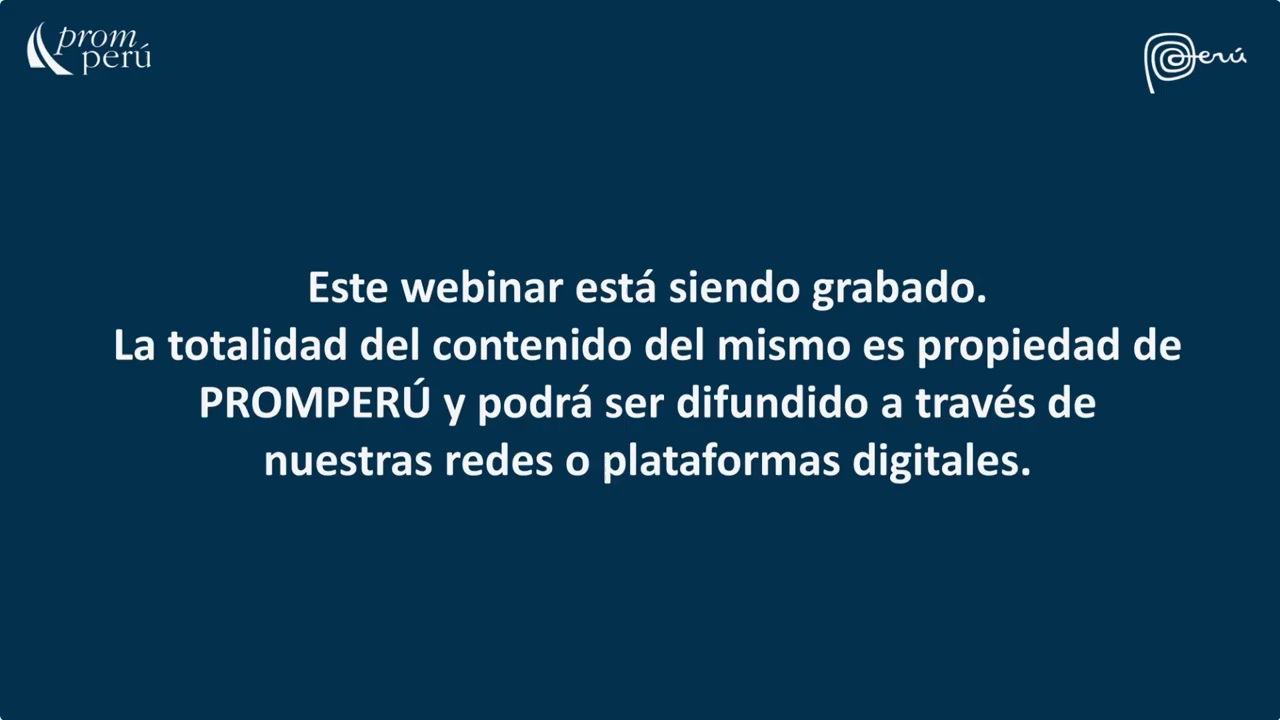 prom
perú
Perú
Este webinar está siendo grabado.
La totalidad del contenido del mismo es propiedad de
PROMPERÚ y podrá ser difundido a través de
nuestras redes o plataformas digitales.